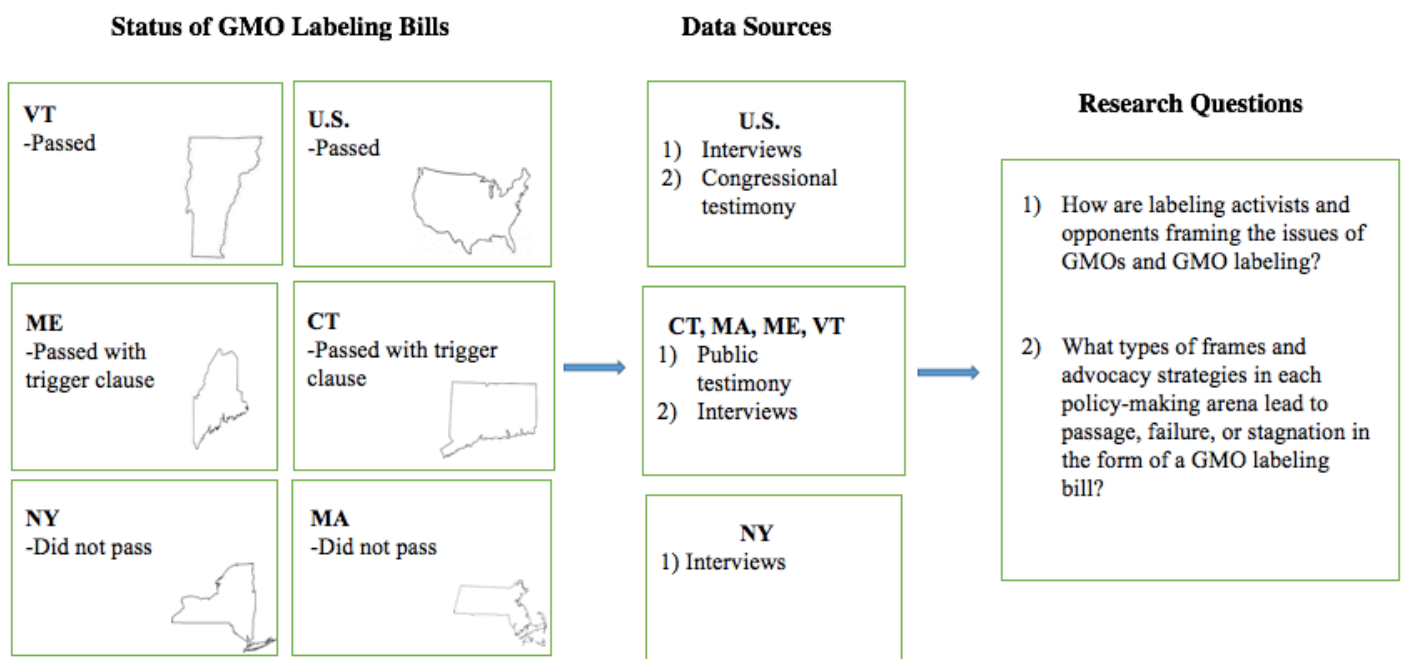 Status of GMO Labeling Bills
VT
-Passed
U.S.
-Passed
ME
-Passed with
trigger clause
CT
-Passed with trigger
clause
NY
-Did not pass
MA
-Did not pass
Data Sources
U.S.
1) Interviews
2) Congressional
testimony
CT, MA, ME, VT
1) Public
testimony
2) Interviews
NY
1) Interviews
Research Questions
1) How are labeling activists and
opponents framing the issues of
GMOs and GMO labeling?
2) What types of frames and
advocacy strategies in each
policy-making arena lead to
passage, failure, or stagnation in
the form of a GMO labeling
bill?